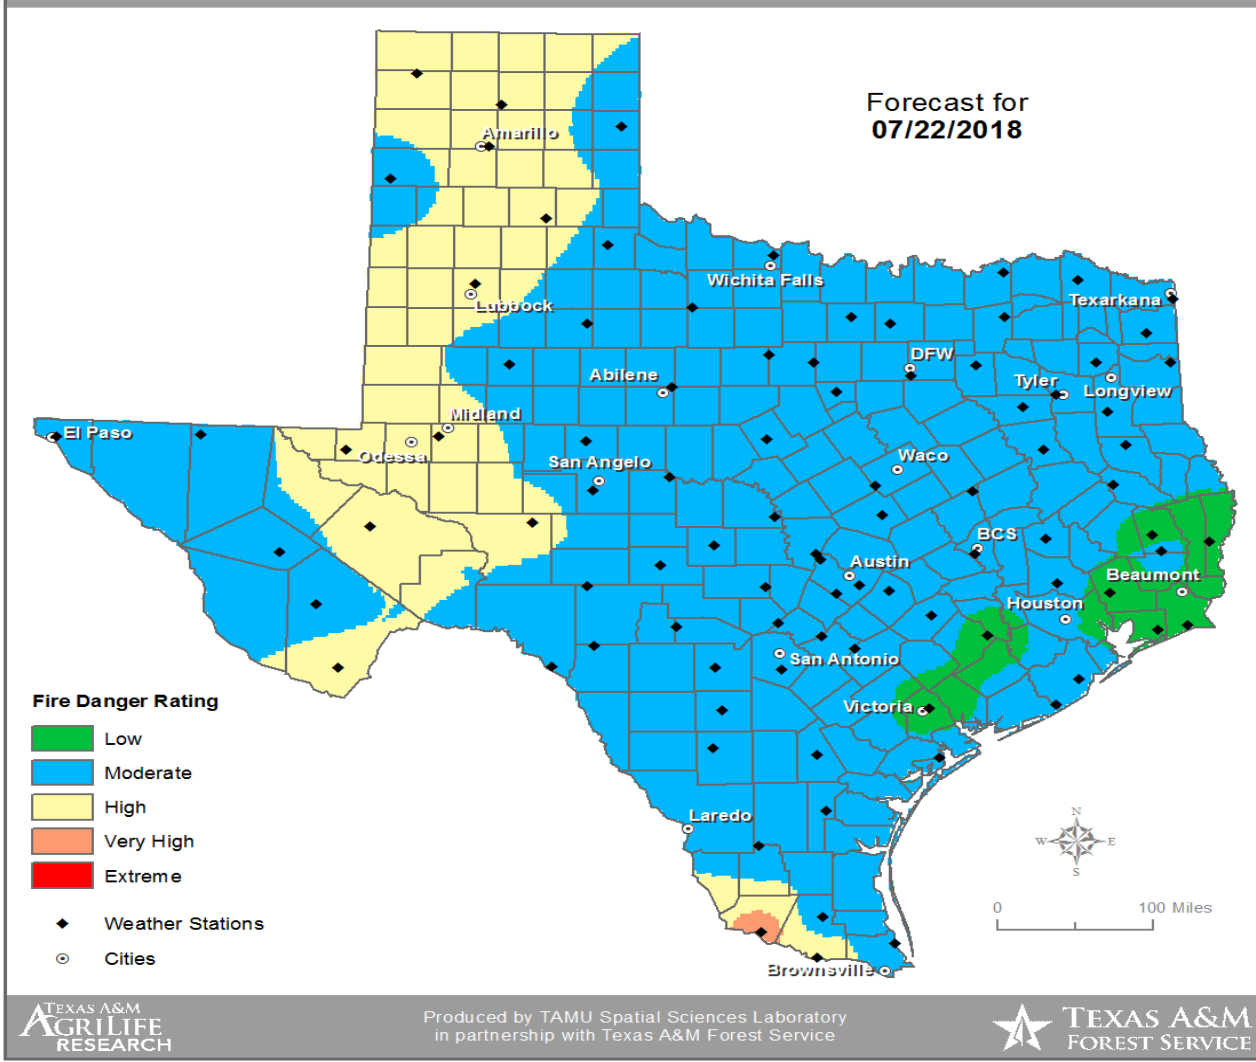 Forecast for
07/22/2018
Amarillo
Wichita Falls
Texarkana
Lubbock
DFW
Abilene
Tyler
Longview
Midland
El Paso
Odessa
San Angelo
Waco
BCS
Austin
Beaumont
Houston
San Antonio
Victoria
Laredo
Brownsville
Fire Danger Rating
Low
Moderate
High
Very High
Extreme
Weather Stations
Cities
N
W E
S
0 100 Miles
TEXAS A&M
AGRILIFE
RESEARCH
Produced by TAMU Spatial Sciences Laboratory
in partnership with Texas A&M Forest Service
TEXAS A&M
FOREST SERVICE